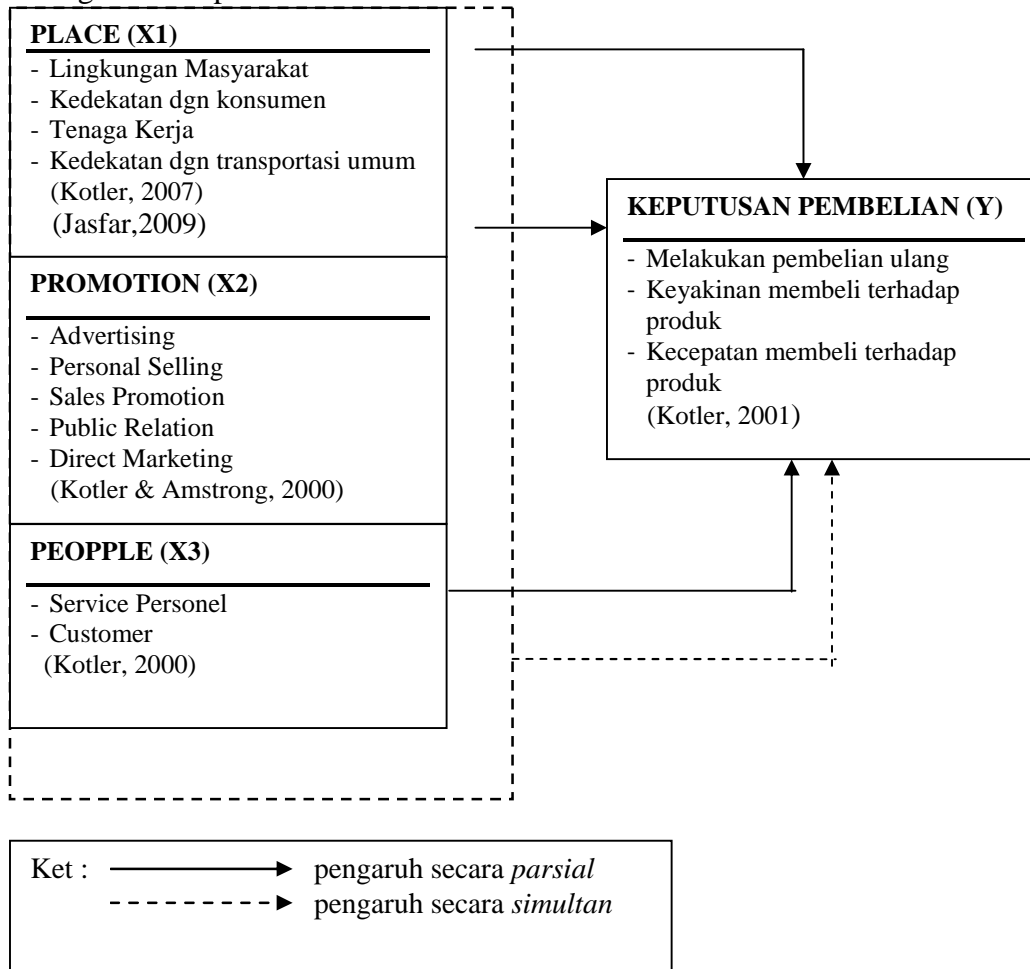 PLACE (X1)
- Lingkungan Masyarakat
- Kedekatan dgn konsumen
- Tenaga Kerja
- Kedekatan dgn transportasi umum
(Kotler, 2007)
(Jasfar,2009)
PROMOTION (X2)
- Advertising
- Personal Selling
- Sales Promotion
- Public Relation
- Direct Marketing
(Kotler & Amstrong, 2000)
PEOPPLE (X3)
- Service Personel
- Customer
(Kotler, 2000)
KEPUTUSAN PEMBELIAN (Y)
- Melakukan pembelian ulang
- Keyakinan membeli terhadap
produk
- Kecepatan membeli terhadap
produk
(Kotler, 2001)
Ket : pengaruh secara parsial
pengaruh secara simultan